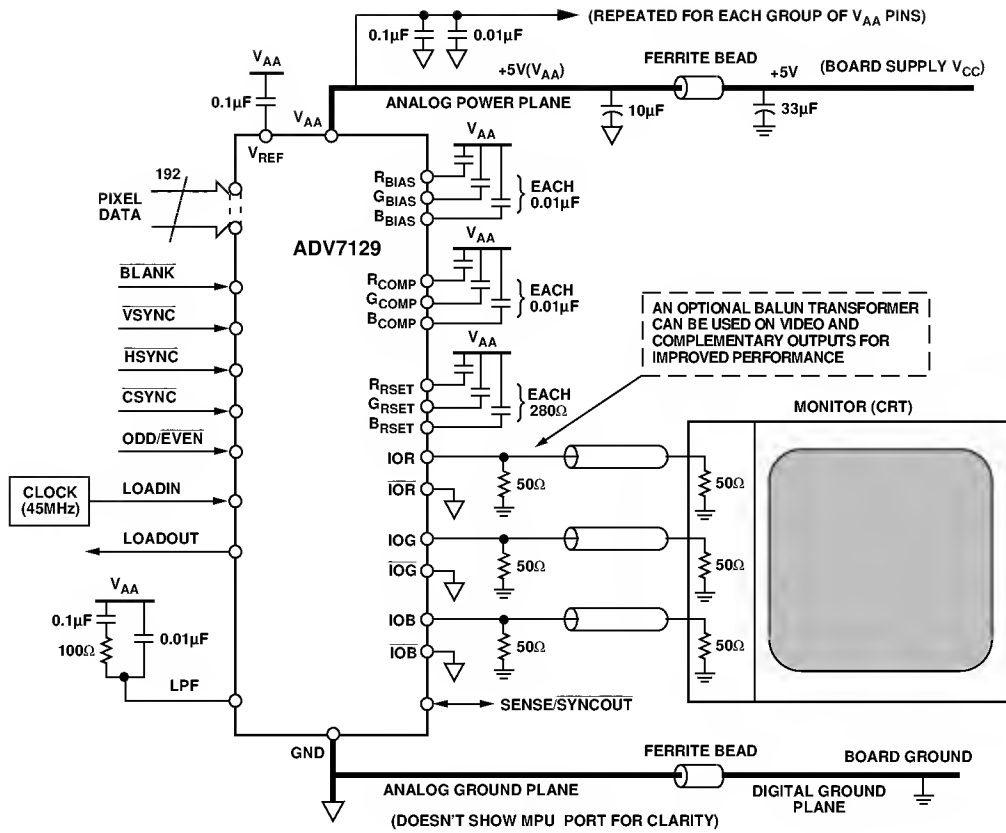 (REPEATED FOR EACH GROUP OF VAA PINS)
0.1µF
0.01µF
FERRITE BEAD
+5V(VAA)
+5V
(BOARD SUPPLY VCC)
ANALOG POWER PLANE
10µF
33µF
VAA
0.1µF
VAA
VREF
192
PIXEL
DATA
ADV7129
VAA
RBIAS
GBIAS
BBIAS
EACH
0.01µF
VAA
RCOMP
GCOMP
BCOMP
EACH
0.01µF
VAA
RRSET
GRSET
BRSET
EACH
280Ω
AN OPTIONAL BALUN TRANSFORMER
CAN BE USED ON VIDEO AND
COMPLEMENTARY OUTPUTS FOR
IMPROVED PERFORMANCE
BLANK
VSYNC
HSYNC
CSYNC
ODD/EVEN
CLOCK
(45MHz)
LOADIN
LOADOUT
VAA
0.1µF
0.01µF
100Ω
LPF
MONITOR (CRT)
IOR
50Ω
50Ω
IOR
IOG
50Ω
50Ω
IOG
IOB
50Ω
50Ω
IOB
SENSE/SYNCOUT
GND
FERRITE BEAD
BOARD GROUND
ANALOG GROUND PLANE
DIGITAL GROUND
PLANE
(DOESN'T SHOW MPU PORT FOR CLARITY)